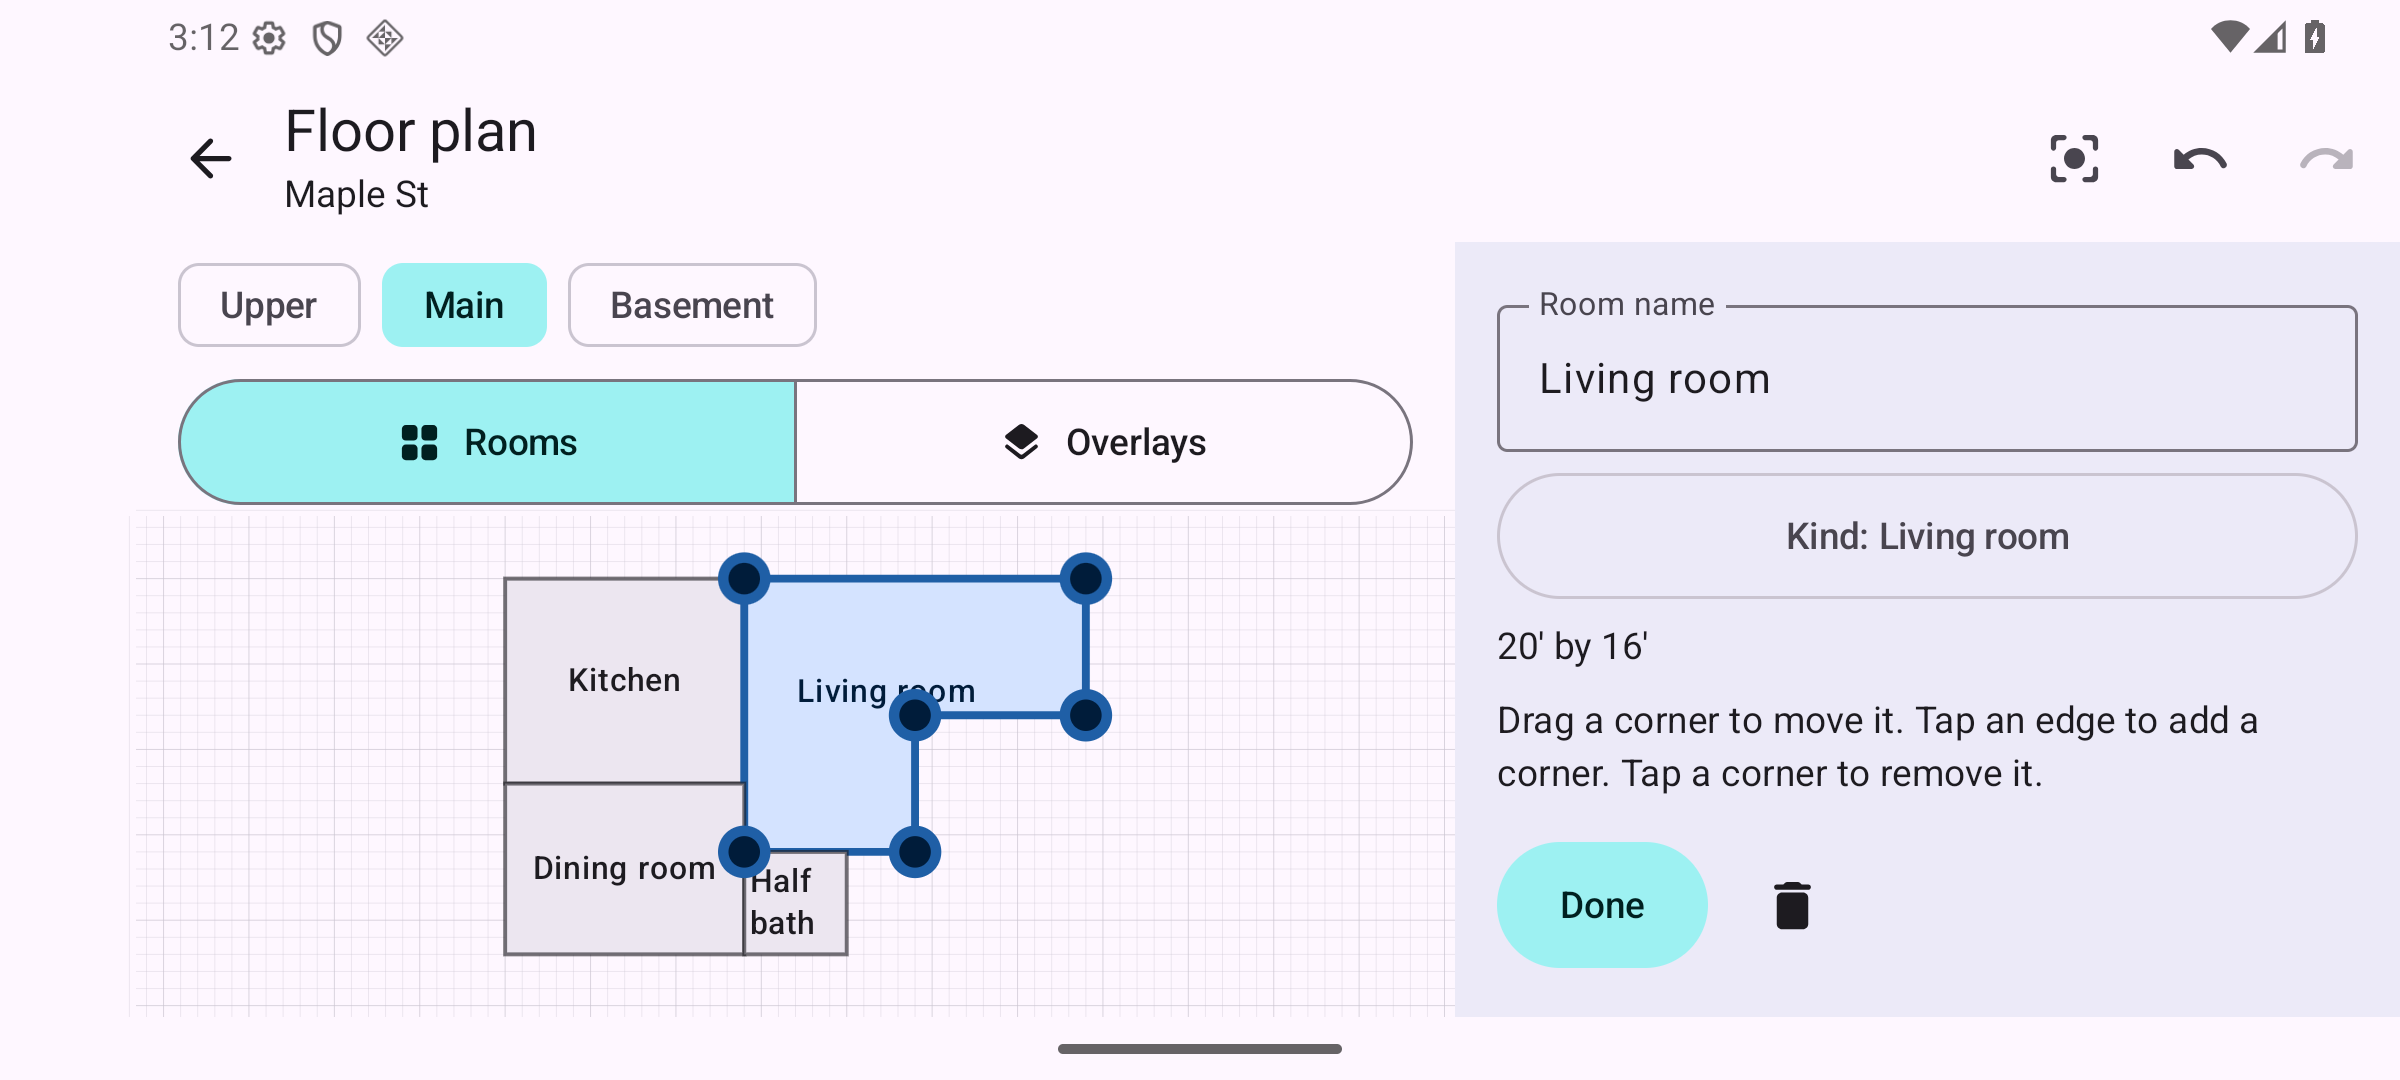 3:12
Floor plan
Maple St
Upper
Main
Basement
Rooms
Overlays
Kitchen
Living room
Dining room
Half
bath
Room name
Living room
Kind: Living room
20' by 16'
Drag a corner to move it. Tap an edge to add a
corner. Tap a corner to remove it.
Done